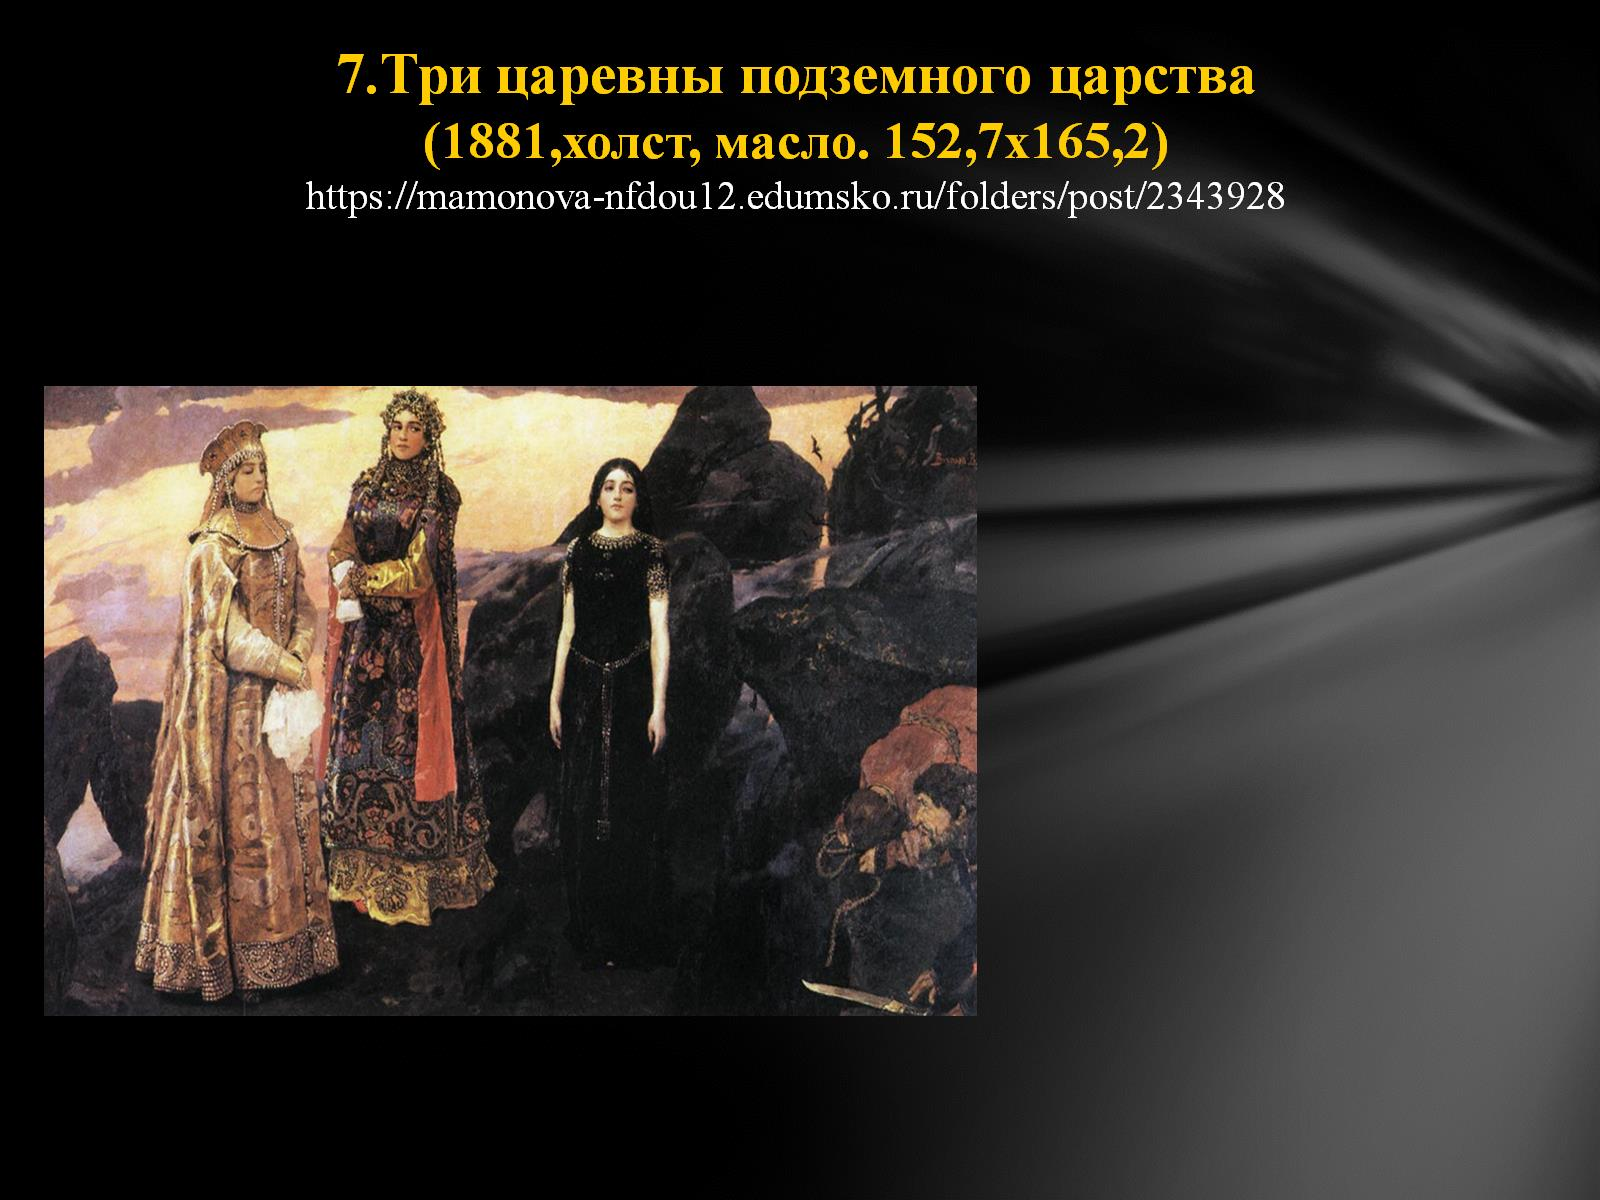 7.Три царевны подземного царства
(1881,холст, масло. 152,7x165,2)
https://mamonova-nfdou12.edumsko.ru/folders/post/2343928